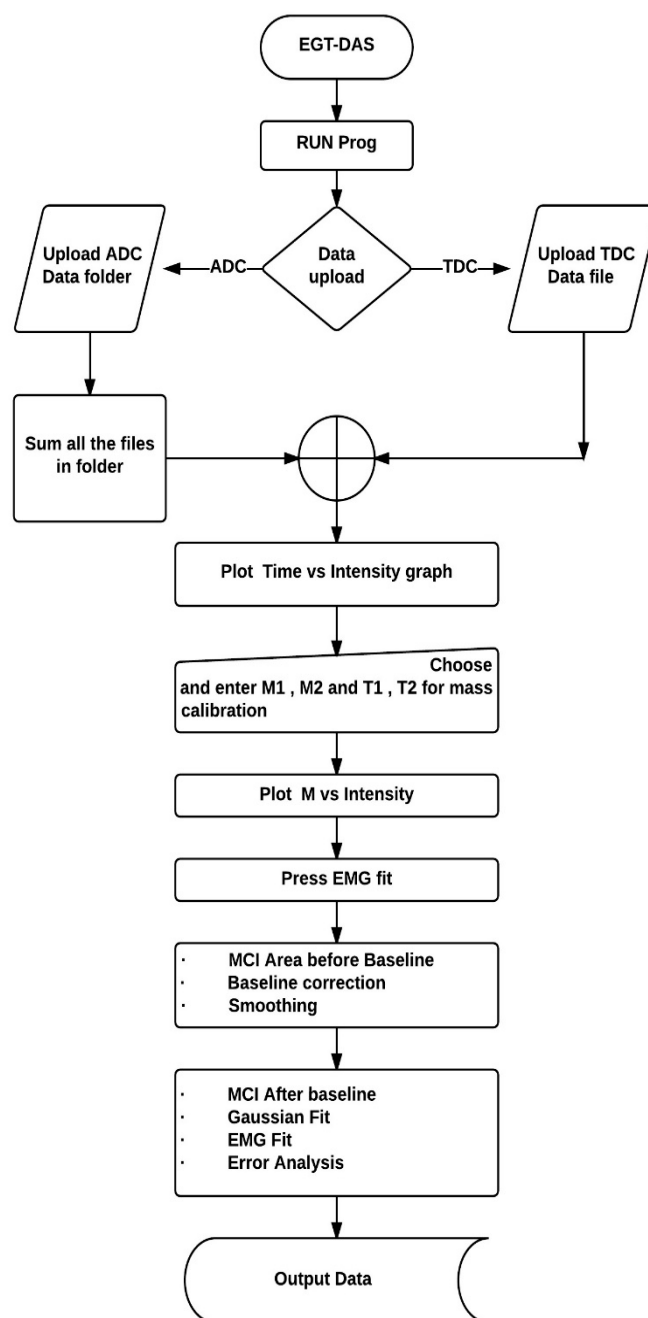 EGT-DAS
RUN Prog
Upload ADC
Data folder
ADC
Data
upload
TDC
Upload TDC
Data file
Sum all the files
in folder
Plot Time vs Intensity graph
Choose
and enter M1 , M2 and T1 , T2 for mass
calibration
Plot M vs Intensity
Press EMG fit
· MCI Area before Baseline
· Baseline correction
· Smoothing
· MCI After baseline
· Gaussian Fit
· EMG Fit
· Error Analysis
Output Data